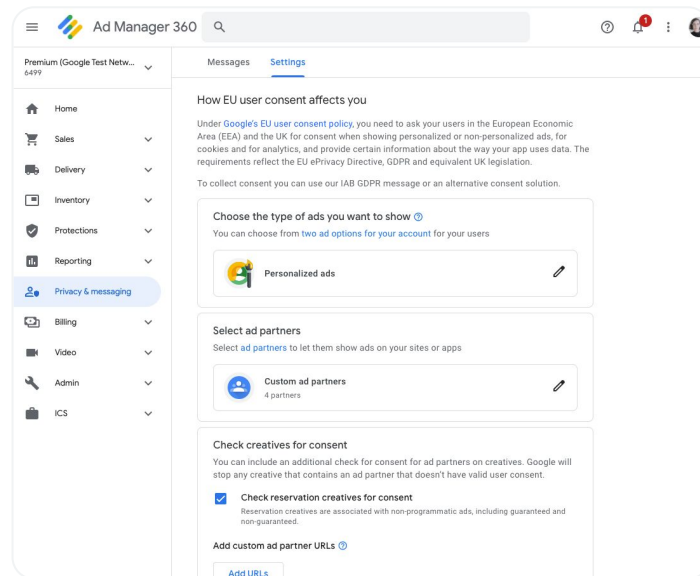 Ad Manager 360
1
Premium (Google Test Netw...
6499
Messages
Settings
Home
Sales
Delivery
Inventory
Protections
Reporting
Privacy & messaging
Billing
Video
Admin
ICS
How EU user consent affects you
Under Google's EU user consent policy, you need to ask your users in the European Economic
Area (EEA) and the UK for consent when showing personalized or non-personalized ads, for
cookies and for analytics, and provide certain information about the way your app uses data. The
requirements reflect the EU ePrivacy Directive, GDPR and equivalent UK legislation.
To collect consent you can use our IAB GDPR message or an alternative consent solution.
Choose the type of ads you want to show
You can choose from two ad options for your account for your users
Personalized ads
Select ad partners
Select ad partners to let them show ads on your sites or apps
Custom ad partners
4 partners
Check creatives for consent
You can include an additional check for consent for ad partners on creatives. Google will
stop any creative that contains an ad partner that doesn't have valid user consent.
Check reservation creatives for consent
Reservation creatives are associated with non-programmatic ads, including guaranteed and
non-guaranteed.
Add custom ad partner URLs
Add URLs